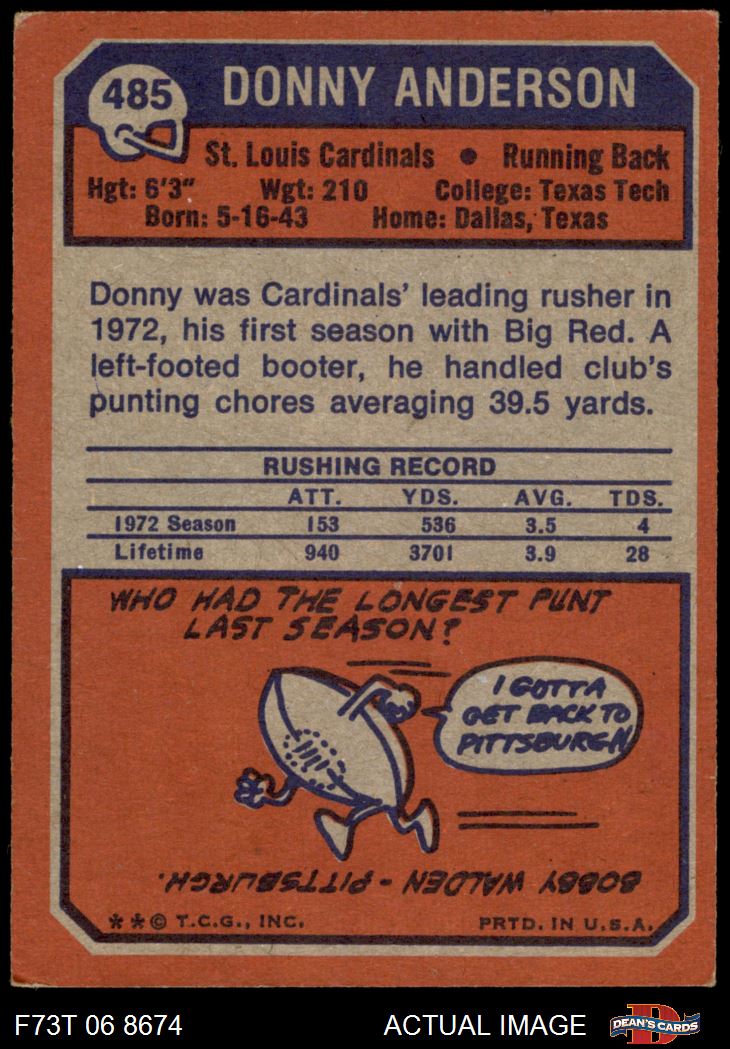 485
DONNY ANDERSON
St. Louis Cardinals • Running Back
Hgt: 6'3" Wgt: 210 College: Texas Tech
Born: 5-16-43 Home: Dallas, Texas
Donny was Cardinals' leading rusher in
1972, his first season with Big Red. A
left-footed booter, he handled club's
punting chores averaging 39.5 yards.
RUSHING RECORD
ATT. YDS. AVG. TDS.
1972 Season 153 536 3.5 4
Lifetime 940 3701 3.9 28
WHO HAD THE LONGEST PUNT
LAST SEASON?
I GOTTA
GET BACK TO
PITTSBURGH
BOBBY WALDEN - PITTSBURGH.
**© T.C.G., INC. PRTD. IN U.S.A.
F73T 06 8674 ACTUAL IMAGE DEAN'S CARDS